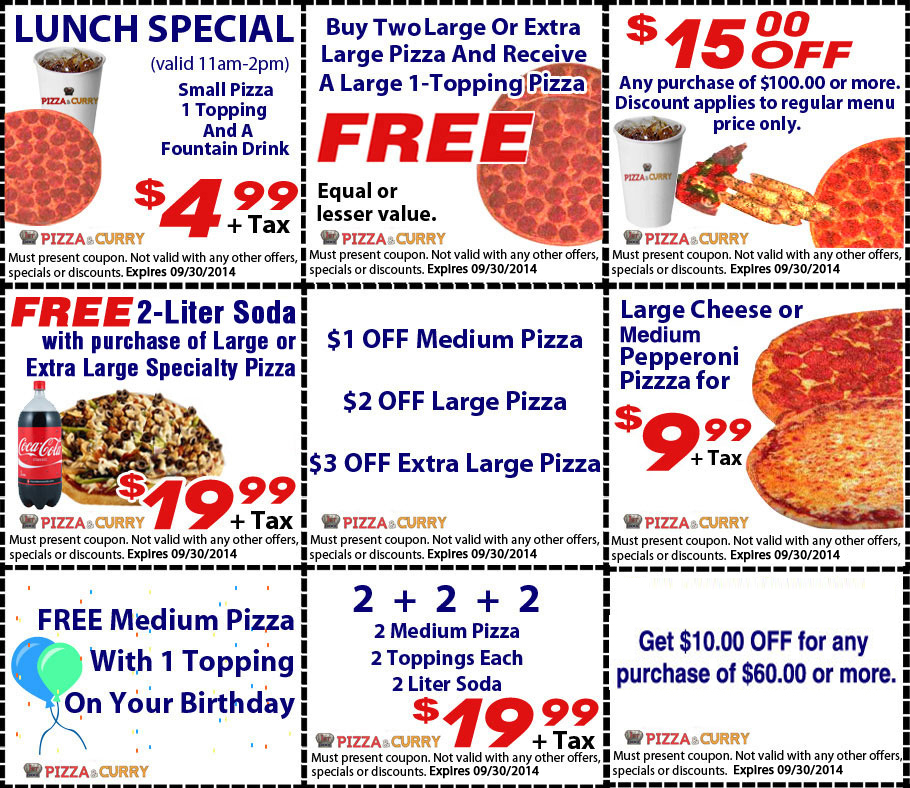 LUNCH SPECIAL
(valid 11am-2pm)
Small Pizza
1 Topping
And A
Fountain Drink
PIZZA & CURRY
$4.99
+ Tax
PIZZA & CURRY
Must present coupon. Not valid with any other offers,
specials or discounts. Expires 09/30/2014
Buy Two Large Or Extra
Large Pizza And Receive
A Large 1-Topping Pizza
FREE
Equal or
lesser value.
PIZZA & CURRY
Must present coupon. Not valid with any other offers,
specials or discounts. Expires 09/30/2014
$15.00
OFF
Any purchase of $100.00 or more.
Discount applies to regular menu
price only.
PIZZA & CURRY
PIZZA & CURRY
Must present coupon. Not valid with any other offers,
specials or discounts. Expires 09/30/2014
FREE 2-Liter Soda
with purchase of Large or
Extra Large Specialty Pizza
Coca-Cola
$19.99
+ Tax
PIZZA & CURRY
Must present coupon. Not valid with any other offers,
specials or discounts. Expires 09/30/2014
$1 OFF Medium Pizza
$2 OFF Large Pizza
$3 OFF Extra Large Pizza
PIZZA & CURRY
Must present coupon. Not valid with any other offers,
specials or discounts. Expires 09/30/2014
Large Cheese or
Medium
Pepperoni
Pizzza for
$9.99
+ Tax
PIZZA & CURRY
Must present coupon. Not valid with any other offers,
specials or discounts. Expires 09/30/2014
FREE Medium Pizza
With 1 Topping
On Your Birthday
PIZZA & CURRY
2 + 2 + 2
2 Medium Pizza
2 Toppings Each
2 Liter Soda
$19.99
+ Tax
PIZZA & CURRY
Must present coupon. Not valid with any other offers,
specials or discounts. Expires 09/30/2014
Get $10.00 OFF for any
purchase of $60.00 or more.
PIZZA & CURRY
Must present coupon. Not valid with any other offers,
specials or discounts. Expires 09/30/2014